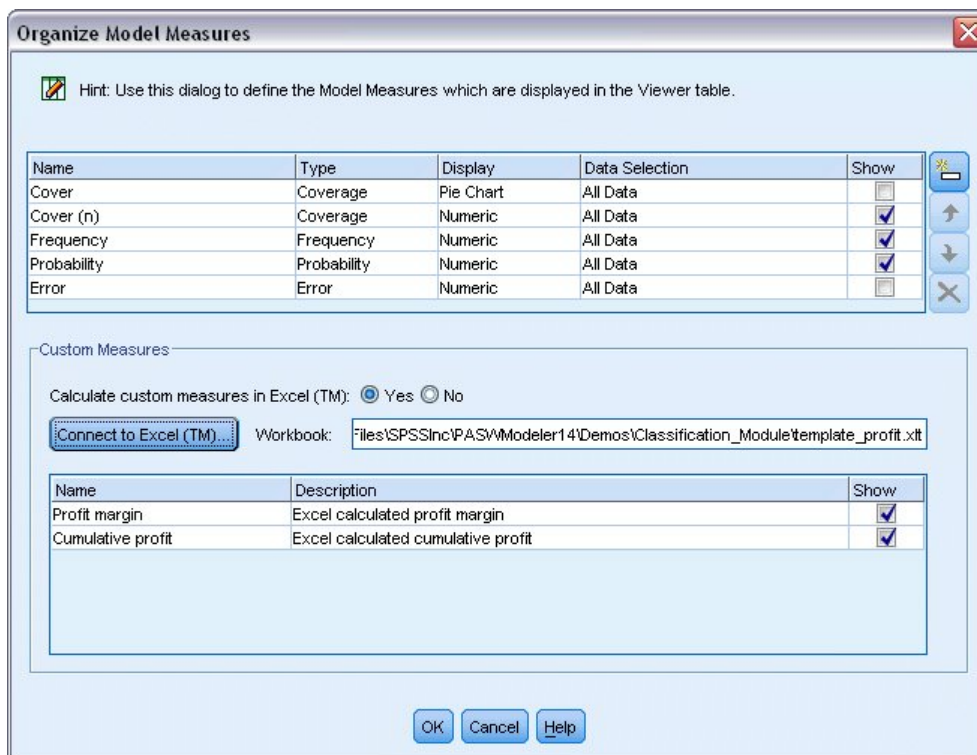 Organize Model Measures
Hint: Use this dialog to define the Model Measures which are displayed in the Viewer table.
Name Type Display Data Selection Show
Cover Coverage Pie Chart All Data
Cover (n) Coverage Numeric All Data
Frequency Frequency Numeric All Data
Probability Probability Numeric All Data
Error Error Numeric All Data
Custom Measures
Calculate custom measures in Excel (TM): Yes No
Connect to Excel (TM)... Workbook: Files\SPSSInc\PASWModeler14\Demos\Classification_Module\template_profit.xlt
Name Description Show
Profit margin Excel calculated profit margin
Cumulative profit Excel calculated cumulative profit
OK Cancel Help